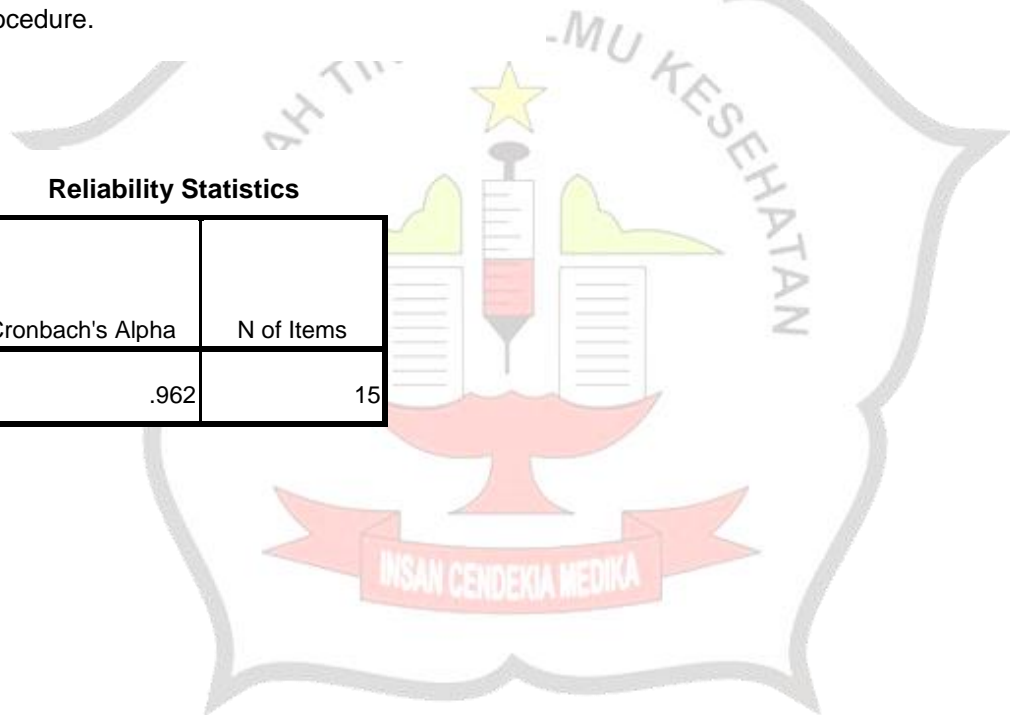 ocedure.
MU KESEHATAN
Reliability Statistics
Cronbach's Alpha N of Items
.962 15
INSAN CENDEKIA MEDIKA